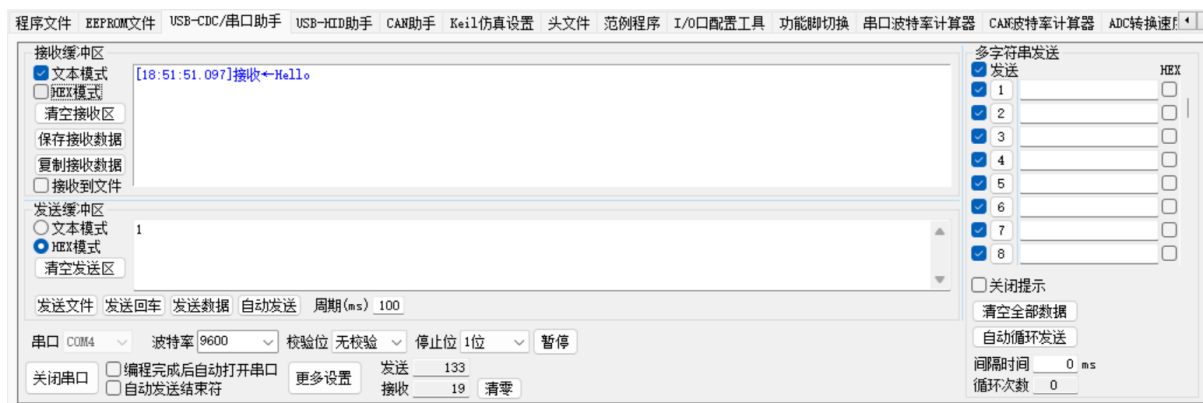 程序文件 EEPROM文件 USB-CDC/串口助手 USB-HID助手 CAN助手 Keil仿真设置 头文件 范例程序 I/O口配置工具 功能脚切换 串口波特率计算器 CAN波特率计算器 ADC转换速
接收缓冲区
文本模式
HEX模式
清空接收区
保存接收数据
复制接收数据
接收到文件
[18:51:51.097]接收←Hello
发送缓冲区
文本模式
HEX模式
清空发送区
1
发送文件 发送回车 发送数据 自动发送 周期(ms) 100
串口 COM4 波特率 9600 校验位 无校验 停止位 1位 暂停
关闭串口
编程完成后自动打开串口
自动发送结束符
更多设置
发送 133
接收 19 清零
多字符串发送
发送 HEX
1
2
3
4
5
6
7
8
关闭提示
清空全部数据
自动循环发送
间隔时间 0 ms
循环次数 0